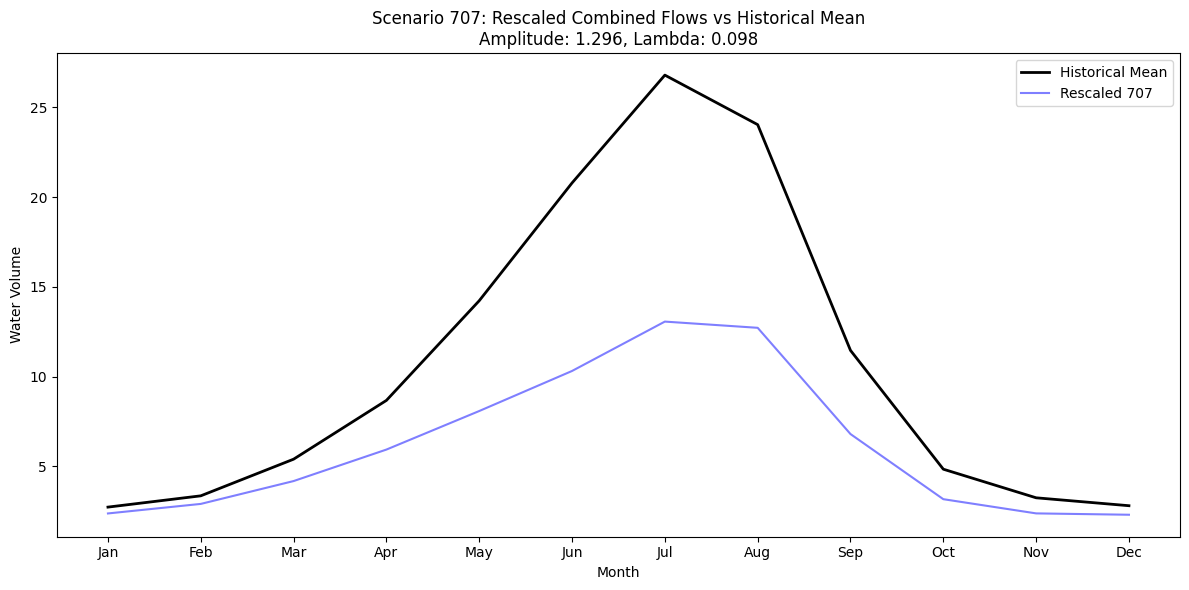 Scenario 707: Rescaled Combined Flows vs Historical Mean
Amplitude: 1.296, Lambda: 0.098
Historical Mean
Rescaled 707
Water Volume
25
20
15
10
5
Jan Feb Mar Apr May Jun Jul Aug Sep Oct Nov Dec
Month